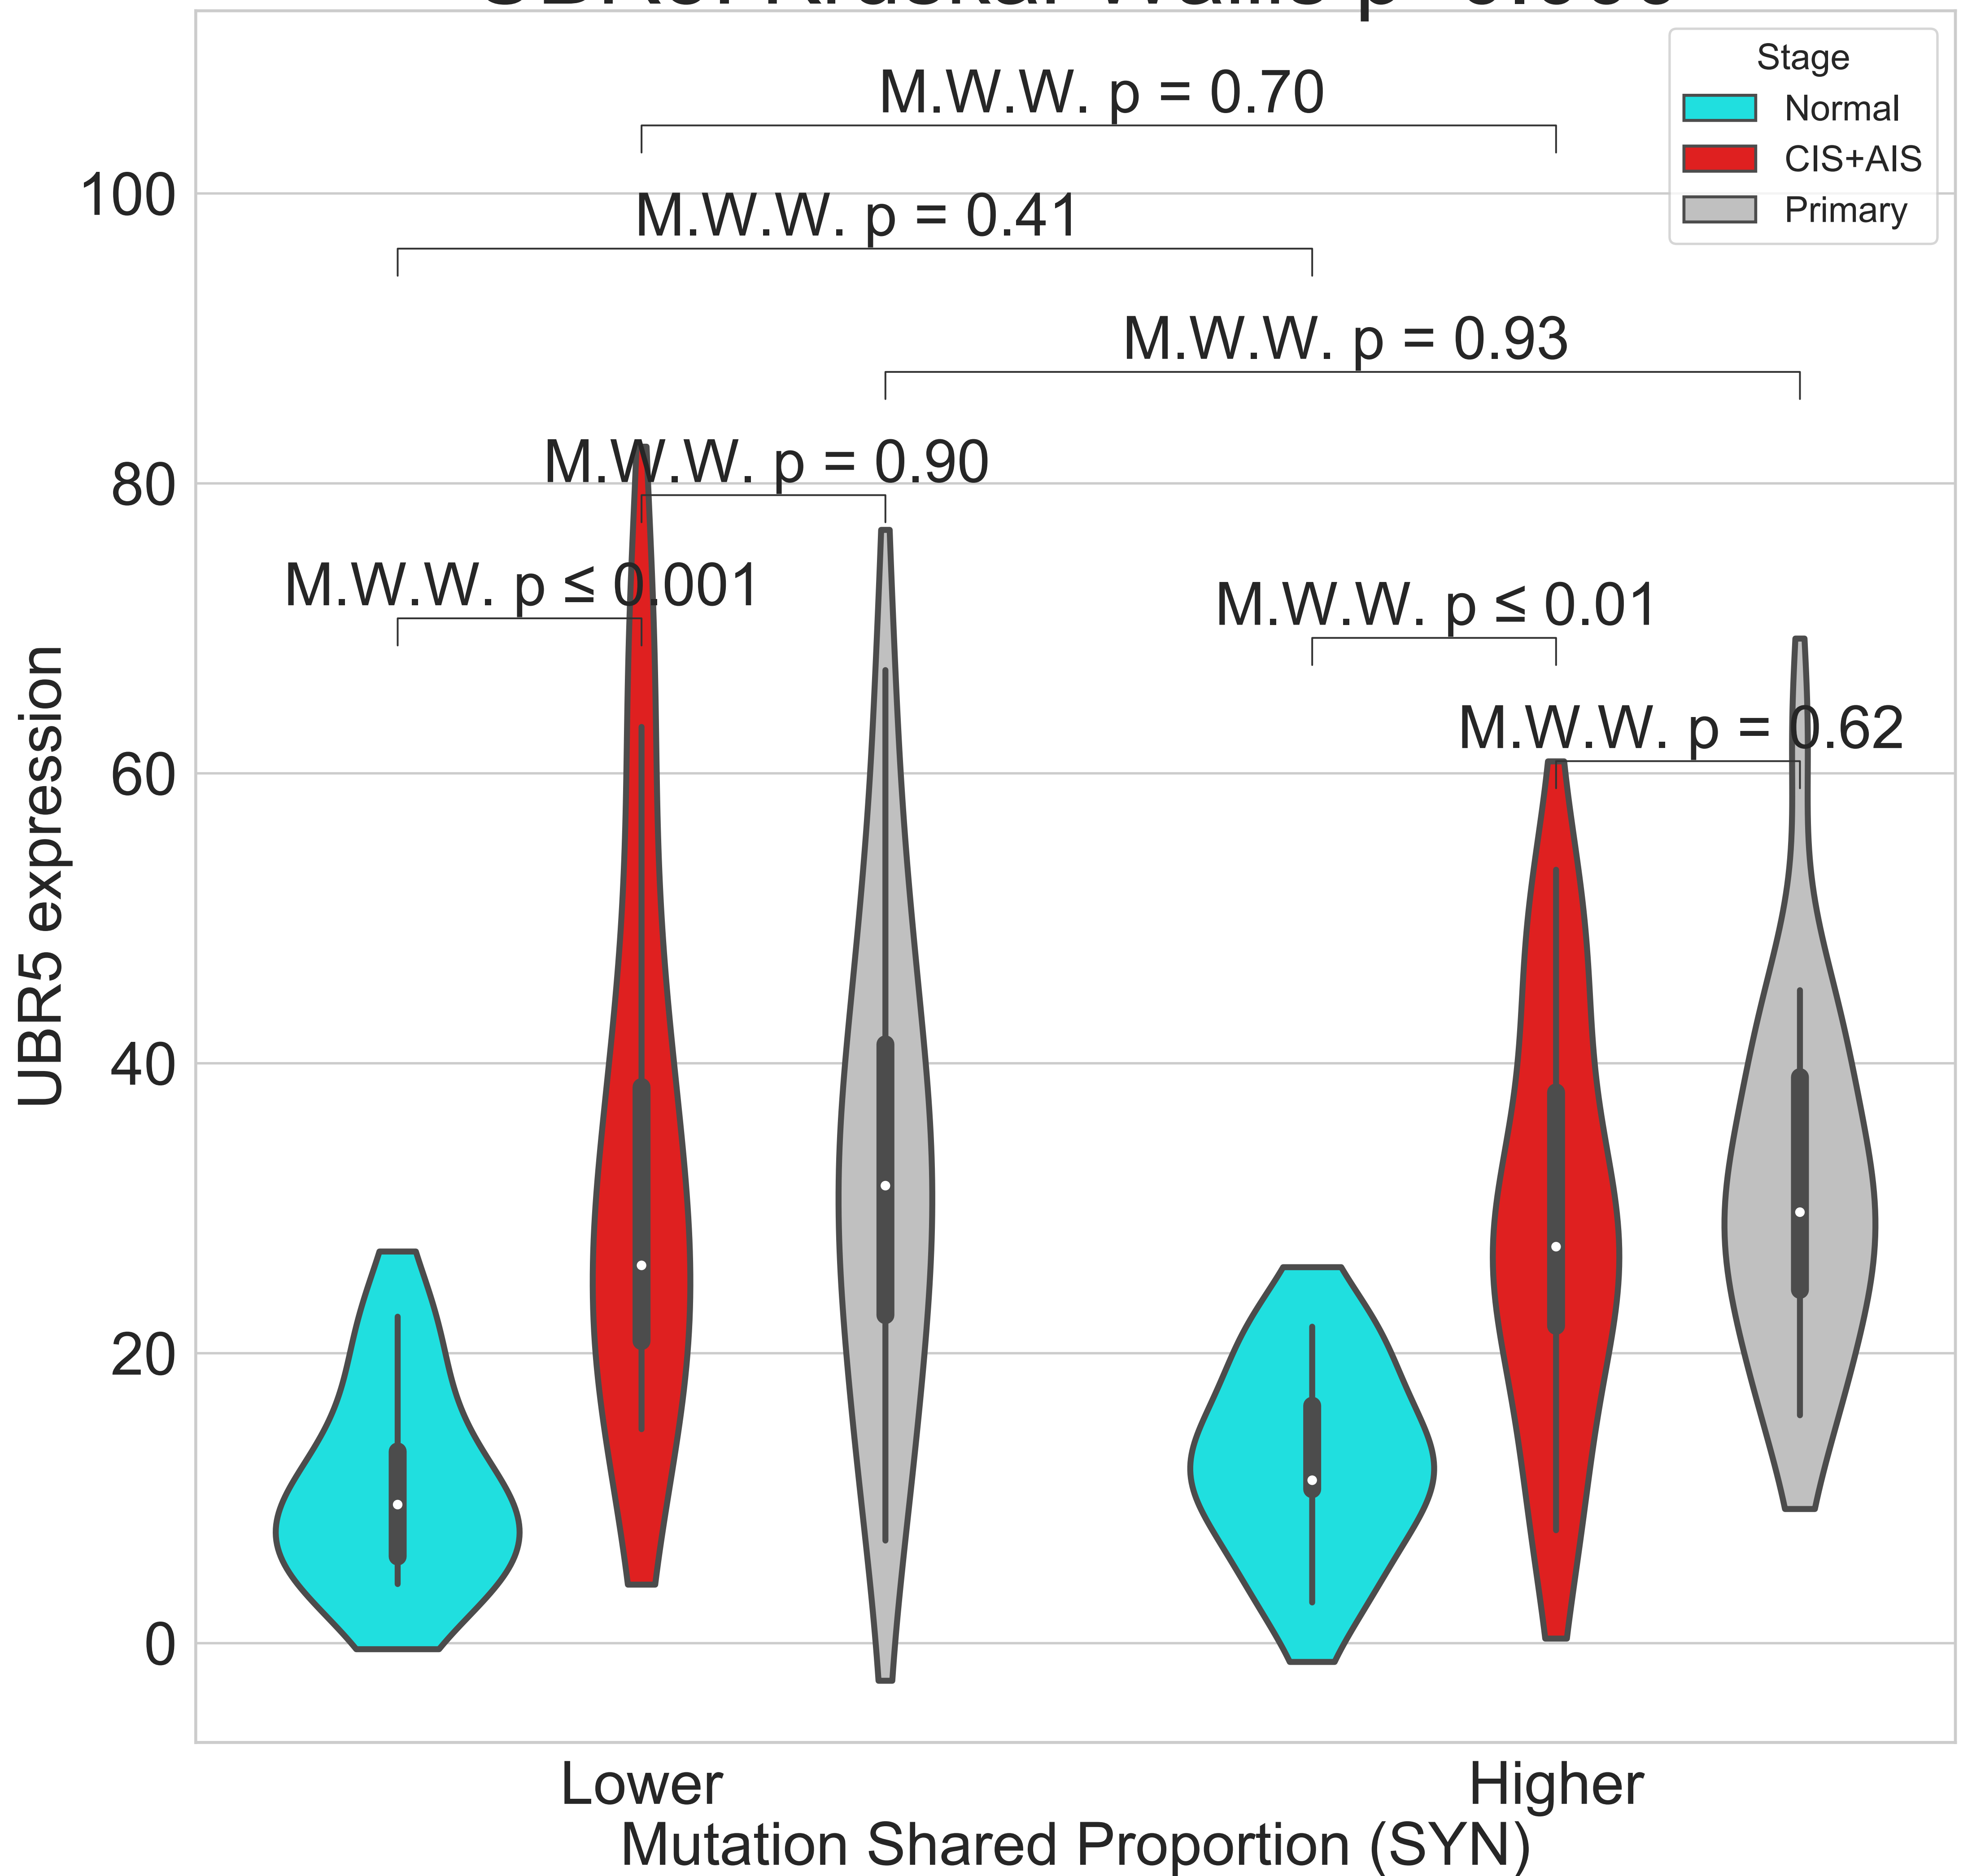 Stage
Normal
CIS+AIS
Primary
M.W.W. p = 0.70
M.W.W. p = 0.41
M.W.W. p = 0.93
M.W.W. p = 0.90
M.W.W. p ≤ 0.001
M.W.W. p ≤ 0.01
M.W.W. p = 0.62
100
80
60
40
20
0
UBR5 expression
Lower
Higher
Mutation Shared Proportion (SYN)